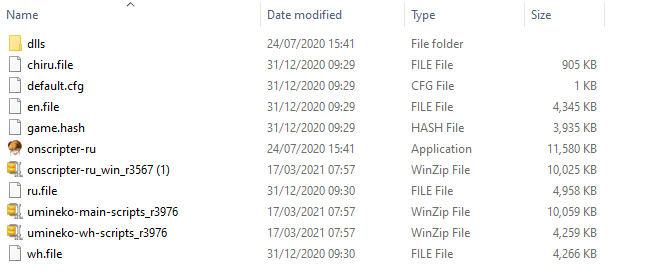 Name Date modified Type Size
dlls 24/07/2020 15:41 File folder
chiru.file 31/12/2020 09:29 FILE File 905 KB
default.cfg 31/12/2020 09:29 CFG File 1 KB
en.file 31/12/2020 09:29 FILE File 4,345 KB
game.hash 31/12/2020 09:29 HASH File 3,935 KB
onscripter-ru 24/07/2020 15:41 Application 11,580 KB
onscripter-ru_win_r3567 (1) 17/03/2021 07:57 WinZip File 10,025 KB
ru.file 31/12/2020 09:30 FILE File 4,958 KB
umineko-main-scripts_r3976 17/03/2021 07:57 WinZip File 10,059 KB
umineko-wh-scripts_r3976 17/03/2021 07:57 WinZip File 4,259 KB
wh.file 31/12/2020 09:30 FILE File 4,266 KB